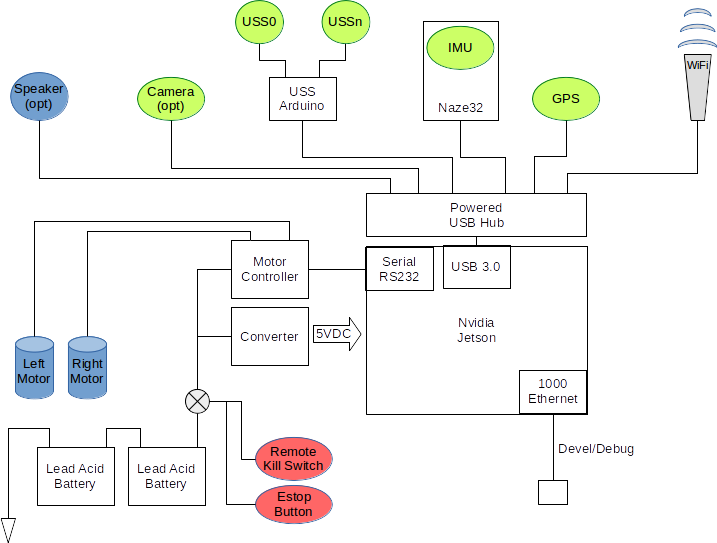 USS0
USSn
IMU
Naze32
WiFi
Speaker
(opt)
Camera
(opt)
USS
Arduino
GPS
Powered
USB Hub
Motor
Controller
Serial
RS232
USB 3.0
Converter
5VDC
Nvidia
Jetson
Left
Motor
Right
Motor
1000
Ethernet
Devel/Debug
Lead Acid
Battery
Lead Acid
Battery
Remote
Kill Switch
Estop
Button